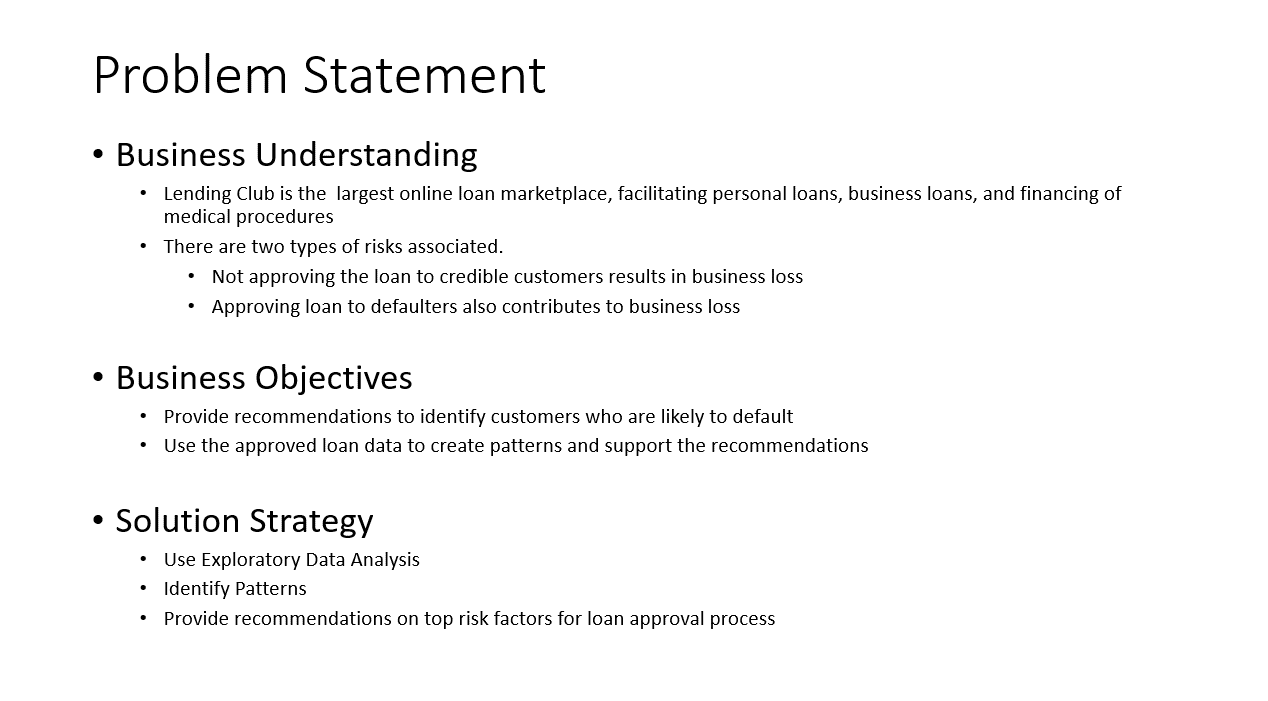 Problem Statement
• Business Understanding
• Lending Club is the  largest online loan marketplace, facilitating personal loans, business loans, and financing of
medical procedures
• There are two types of risks associated.
• Not approving the loan to credible customers results in business loss
• Approving loan to defaulters also contributes to business loss
• Business Objectives
• Provide recommendations to identify customers who are likely to default
• Use the approved loan data to create patterns and support the recommendations
• Solution Strategy
• Use Exploratory Data Analysis
• Identify Patterns
• Provide recommendations on top risk factors for loan approval process